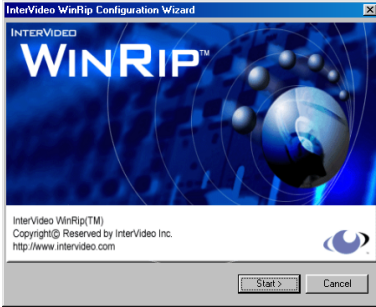 InterVideo WinRip Configuration Wizard
INTERVIDEO
WINRIP™
InterVideo WinRip(TM)
Copyright© Reserved by InterVideo Inc.
http://www.intervideo.com
Start >
Cancel